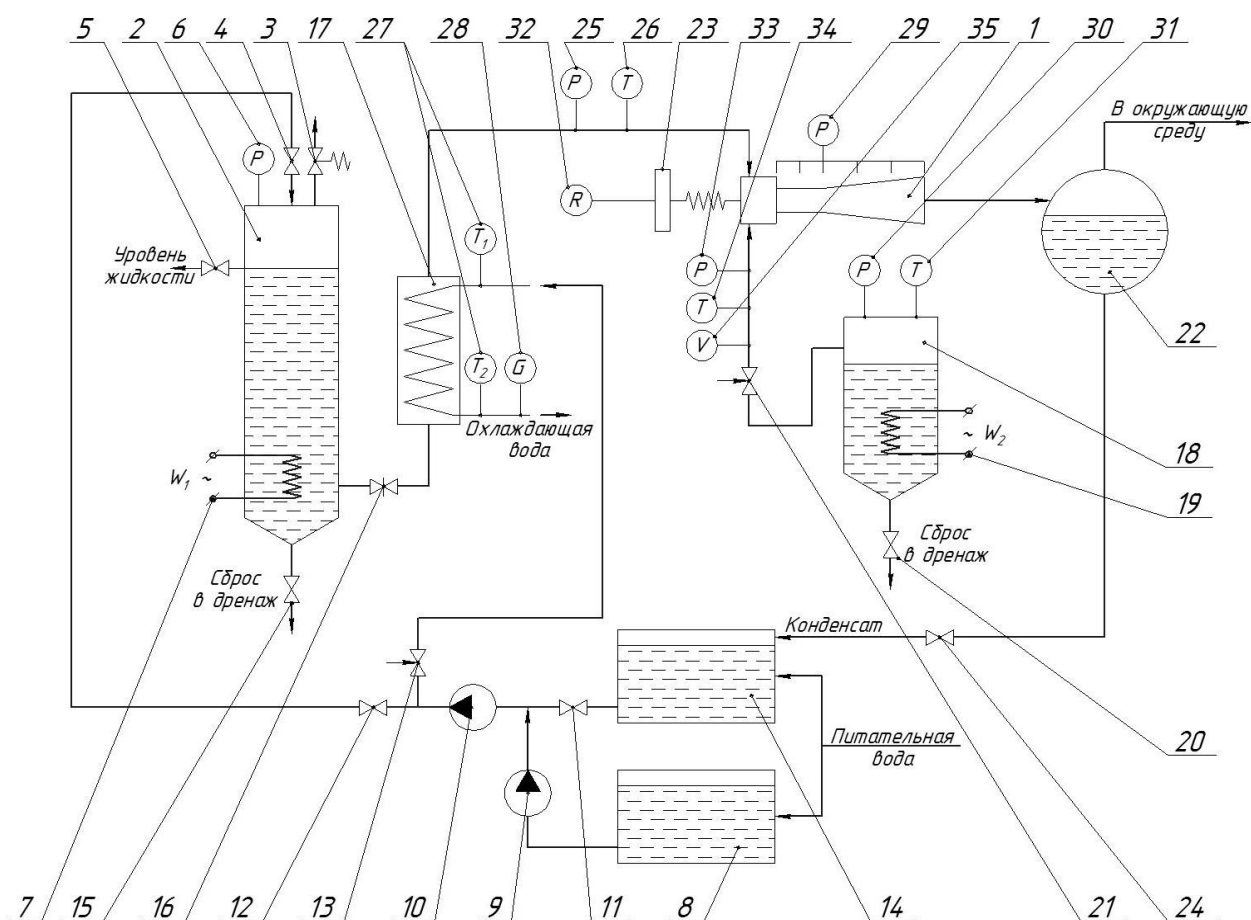 5 2 6 4 3 17 27 28 32 25 26 23 33 34 29 35 1 30 31
P T
В окружающую
среду
P
P
R
T₁
Уровень
жидкости
P
P T
T
22
T₂ G
V
Охлаждающая
вода
W₁ ~
~ W₂
18
19
Сброс
в дренаж
Сброс
в дренаж
Конденсат
Питательная
вода
20
7 15 16 12 13 10 9 11 8 14 21 24